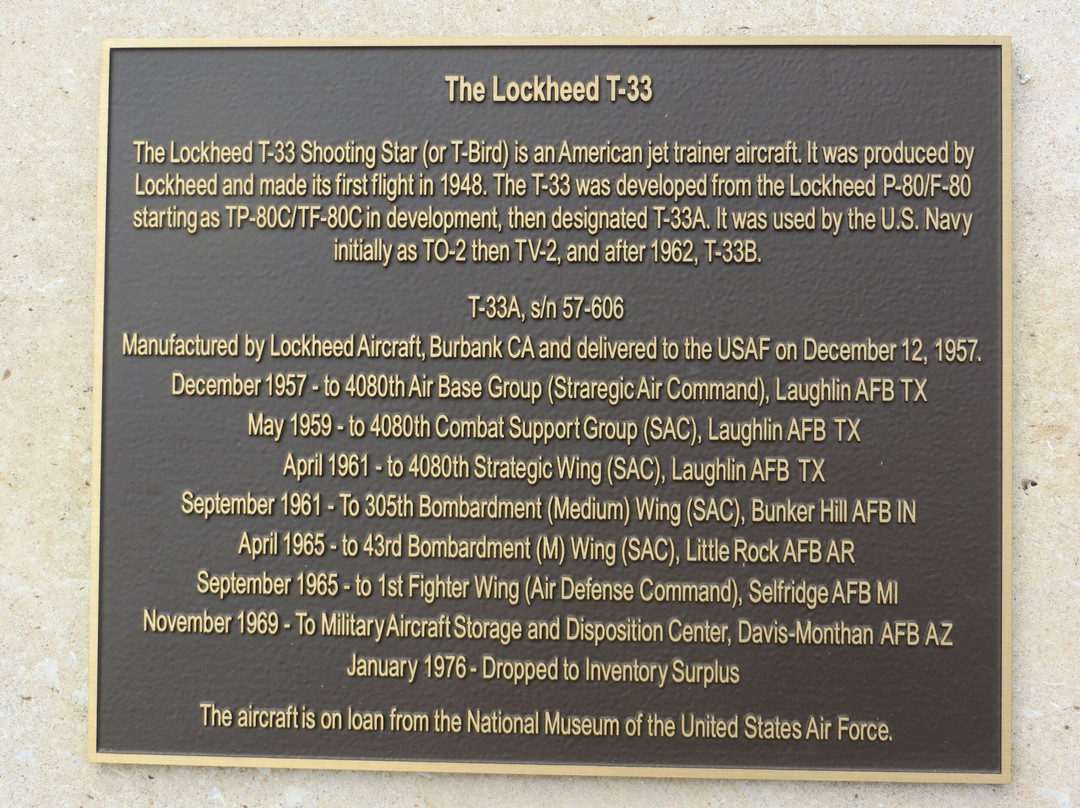 The Lockheed T-33
The Lockheed T-33 Shooting Star (or T-Bird) is an American jet trainer aircraft. It was produced by
Lockheed and made its first flight in 1948. The T-33 was developed from the Lockheed P-80/F-80
starting as TP-80C/TF-80C in development, then designated T-33A. It was used by the U.S. Navy
initially as TO-2 then TV-2, and after 1962, T-33B.
T-33A, s/n 57-606
Manufactured by Lockheed Aircraft, Burbank CA and delivered to the USAF on December 12, 1957.
December 1957 - to 4080th Air Base Group (Straregic Air Command), Laughlin AFB TX
May 1959 - to 4080th Combat Support Group (SAC), Laughlin AFB TX
April 1961 - to 4080th Strategic Wing (SAC), Laughlin AFB TX
September 1961 - To 305th Bombardment (Medium) Wing (SAC), Bunker Hill AFB IN
April 1965 - to 43rd Bombardment (M) Wing (SAC), Little Rock AFB AR
September 1965 - to 1st Fighter Wing (Air Defense Command), Selfridge AFB MI
November 1969 - To Military Aircraft Storage and Disposition Center, Davis-Monthan AFB AZ
January 1976 - Dropped to Inventory Surplus
The aircraft is on loan from the National Museum of the United States Air Force.